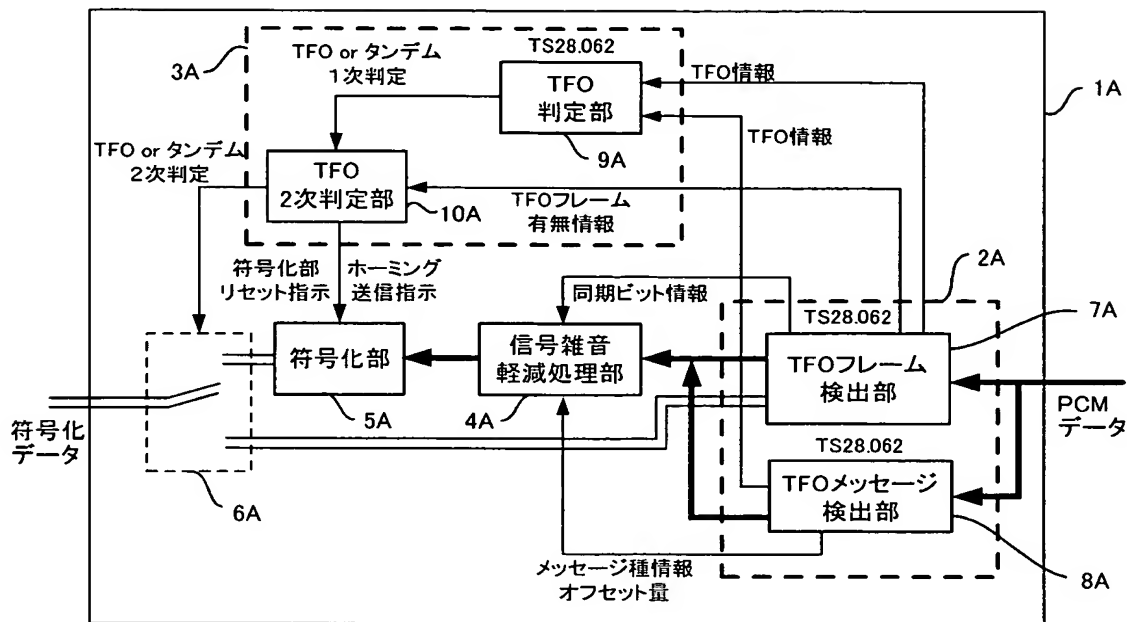 3A
TFO or タンデム
1次判定
TS28.062
TFO
判定部
9A
TFO情報
TFO情報
1A
TFO or タンデム
2次判定
TFO
2次判定部
10A
TFOフレーム
有無情報
符号化部
リセット指示
ホーミング
送信指示
同期ビット情報
2A
TS28.062
7A
符号化部
5A
信号雑音
軽減処理部
4A
TFOフレーム
検出部
PCM
データ
符号化
データ
6A
TS28.062
TFOメッセージ
検出部
8A
メッセージ種情報
オフセット量